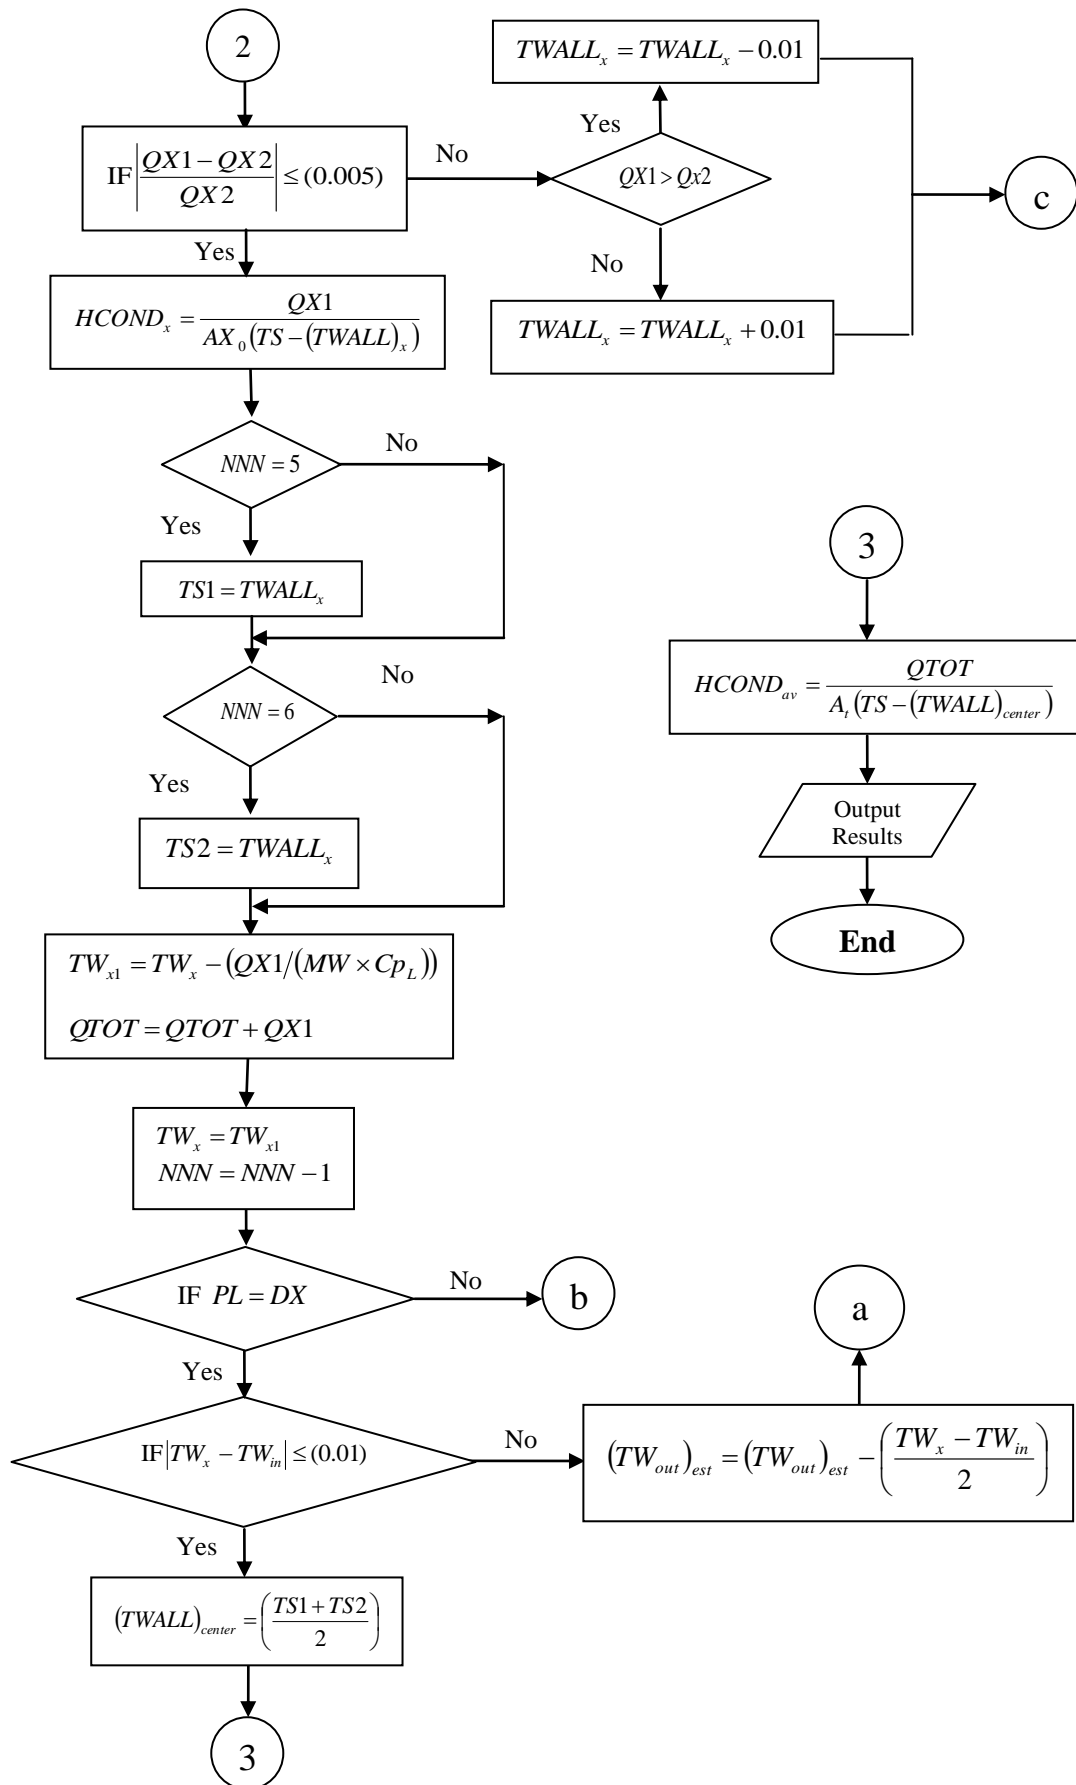 2
IF |(QX1 − QX2)/QX2| ≤ (0.005)
No
QX1 > Qx2
Yes
TWALL_x = TWALL_x − 0.01
No
TWALL_x = TWALL_x + 0.01
c
Yes
HCOND_x = QX1/(AX_0(TS − (TWALL)_x))
NNN = 5
No
Yes
TS1 = TWALL_x
NNN = 6
No
Yes
TS2 = TWALL_x
TW_x1 = TW_x − (QX1/(MW × Cp_L))
QTOT = QTOT + QX1
TW_x = TW_x1
NNN = NNN − 1
IF PL = DX
No
b
Yes
IF |TW_x − TW_in| ≤ (0.01)
No
(TW_out)_est = (TW_out)_est − ((TW_x − TW_in)/2)
a
Yes
(TWALL)_center = ((TS1 + TS2)/2)
3
3
HCOND_av = QTOT/(A_t(TS − (TWALL)_center))
Output
Results
End